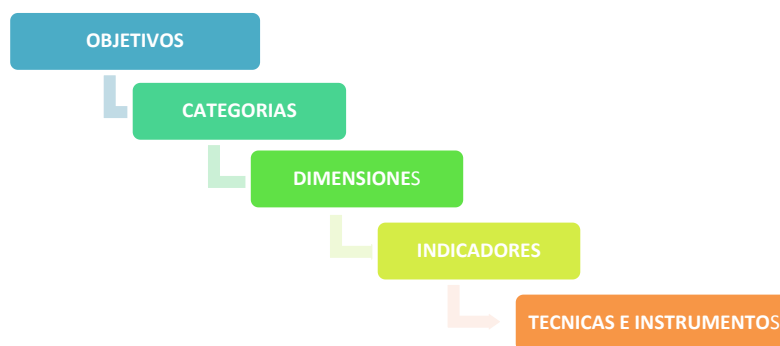 OBJETIVOS
CATEGORIAS
DIMENSIONES
INDICADORES
TECNICAS E INSTRUMENTOS